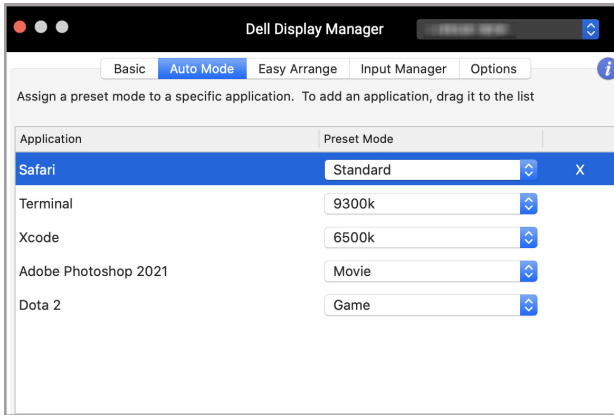 Dell Display Manager
Basic Auto Mode Easy Arrange Input Manager Options i
Assign a preset mode to a specific application. To add an application, drag it to the list
Application Preset Mode
Safari Standard X
Terminal 9300k
Xcode 6500k
Adobe Photoshop 2021 Movie
Dota 2 Game